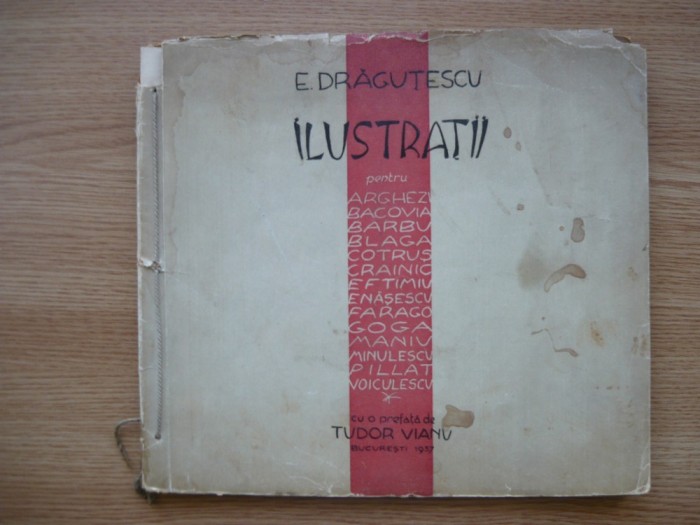 E. DRĂGUȚESCU
ILUSTRAȚII
pentru
ARGHEZI
BACOVIA
BARBU
BLAGA
COTRUȘ
CRAINIC
EFTIMIU
ENĂȘESCU
FARAGO
GOGA
MANIU
MINULESCU
PILLAT
VOICULESCU
cu o prefață de
TUDOR VIANU
BUCUREȘTI 1937